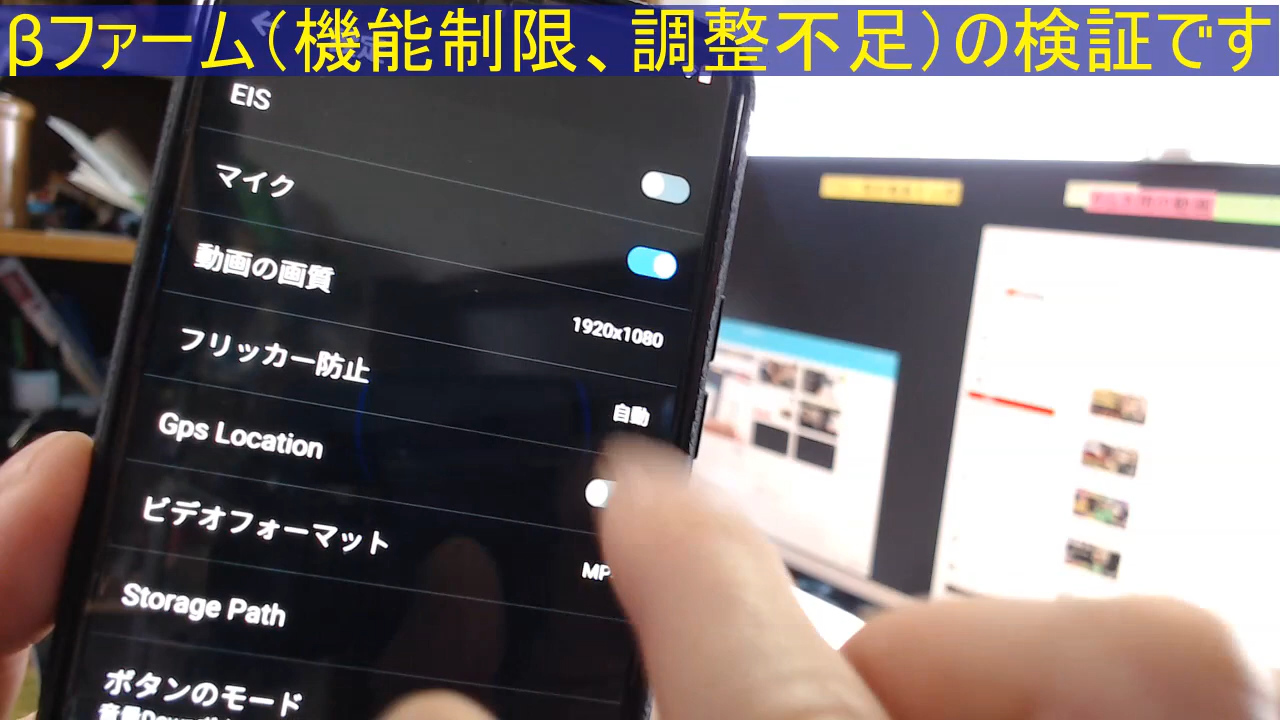 βファーム（機能制限、調整不足）の検証です
EIS
マイク
動画の画質
1920x1080
フリッカー防止
自動
Gps Location
ビデオフォーマット
MP
Storage Path
ボタンのモード